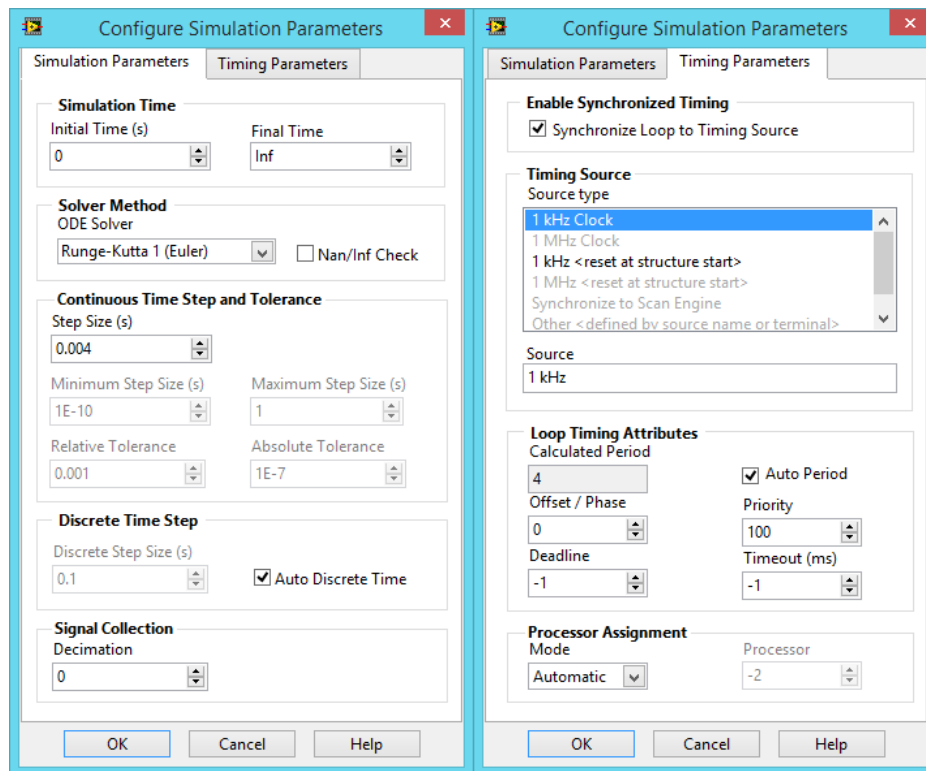 Configure Simulation Parameters
Simulation Parameters Timing Parameters
Simulation Time
Initial Time (s) Final Time
0 Inf
Solver Method
ODE Solver
Runge-Kutta 1 (Euler) Nan/Inf Check
Continuous Time Step and Tolerance
Step Size (s)
0.004
Minimum Step Size (s) Maximum Step Size (s)
1E-10 1
Relative Tolerance Absolute Tolerance
0.001 1E-7
Discrete Time Step
Discrete Step Size (s)
0.1 Auto Discrete Time
Signal Collection
Decimation
0
OK Cancel Help
Configure Simulation Parameters
Simulation Parameters Timing Parameters
Enable Synchronized Timing
Synchronize Loop to Timing Source
Timing Source
Source type
1 kHz Clock
1 MHz Clock
1 kHz <reset at structure start>
1 MHz <reset at structure start>
Synchronize to Scan Engine
Other <defined by source name or terminal>
Source
1 kHz
Loop Timing Attributes
Calculated Period
4 Auto Period
Offset / Phase Priority
0 100
Deadline Timeout (ms)
-1 -1
Processor Assignment
Mode Processor
Automatic -2
OK Cancel Help